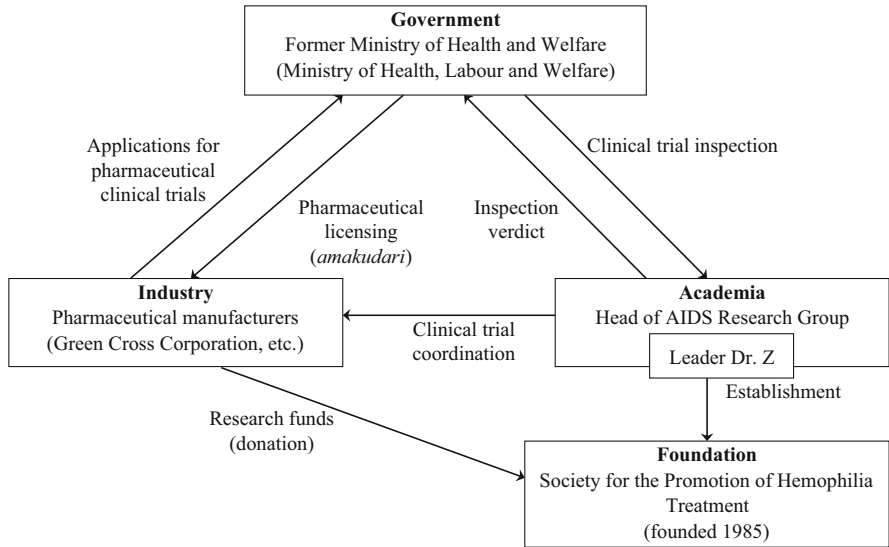 Government
Former Ministry of Health and Welfare
(Ministry of Health, Labour and Welfare)
Applications for
pharmaceutical
clinical trials
Clinical trial inspection
Pharmaceutical
licensing
(amakudari)
Inspection
verdict
Industry
Pharmaceutical manufacturers
(Green Cross Corporation, etc.)
Academia
Head of AIDS Research Group
Leader Dr. Z
Clinical trial
coordination
Establishment
Research funds
(donation)
Foundation
Society for the Promotion of Hemophilia
Treatment
(founded 1985)